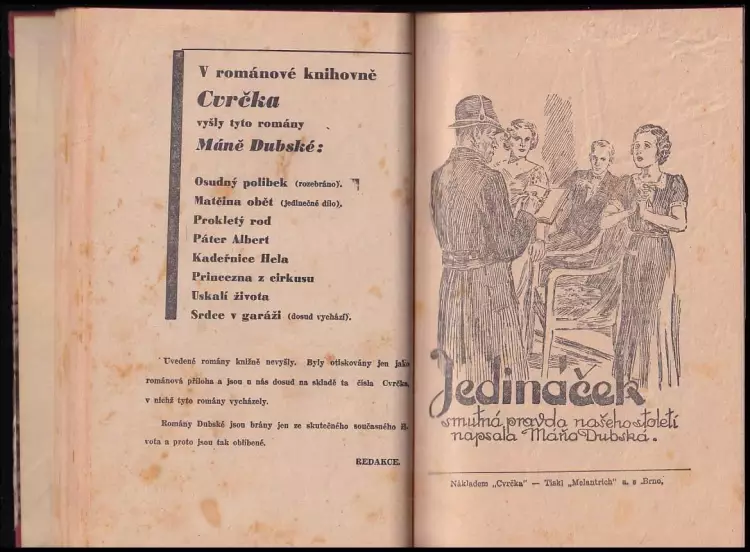 V románové knihovně
Cvrčka
vyšly tyto romány
Máně Dubské:
Osudný polibek (rozebráno).
Matčina oběť (jedinečné dílo).
Prokletý rod
Páter Albert
Kadeřnice Hela
Princezna z cirkusu
Úskalí života
Srdce v garáži (dosud vychází).
Uvedené romány knižně nevyšly. Byly otiskovány jen jako
románová příloha a jsou u nás dosud na skladě ta čísla Cvrčka,
v nichž tyto romány vycházely.
Romány Dubské jsou brány jen ze skutečného současného ži-
vota a proto jsou tak oblíbené.
REDAKCE.
Jedináček
smutná pravda našeho století
napsala Máňa Dubská.
Nákladem „Cvrčka" — Tiskl „Melantrich" a. s Brno,